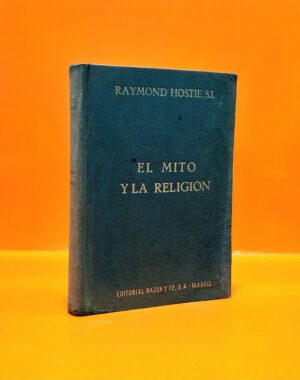 RAYMOND HOSTIE, S.I.
EL MITO
Y LA RELIGION
EDITORIAL RAZON Y FE, S. A. - MADRID